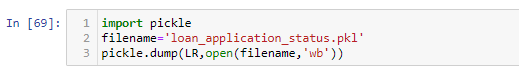 In [69]:
1 import pickle
2 filename='loan_application_status.pkl'
3 pickle.dump(LR,open(filename,'wb'))